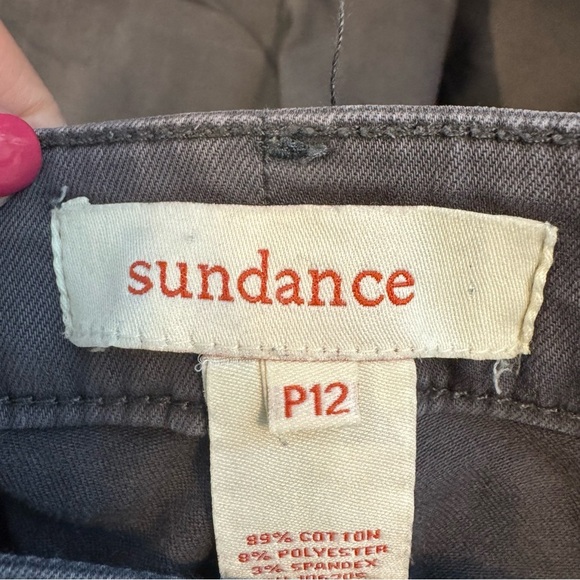 sundance
P12
89% COTTON
8% POLYESTER
3% SPANDEX